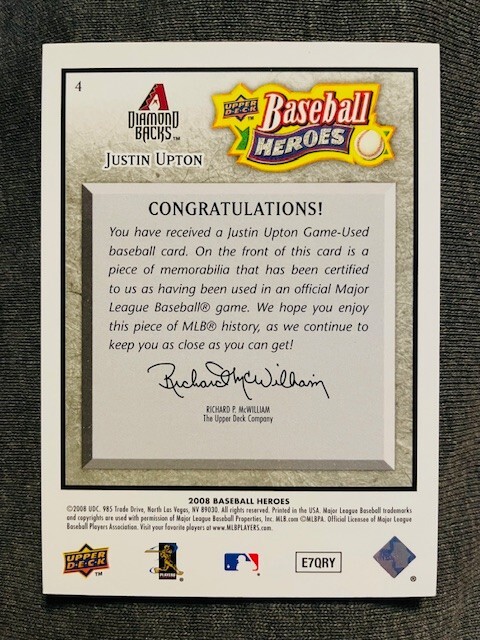 4
DIAMOND
BACKS™
JUSTIN UPTON
UPPER
DECK
Baseball
HEROES
CONGRATULATIONS!
You have received a Justin Upton Game-Used
baseball card. On the front of this card is a
piece of memorabilia that has been certified
to us as having been used in an official Major
League Baseball® game. We hope you enjoy
this piece of MLB® history, as we continue to
keep you as close as you can get!
Richard P. McWilliam
RICHARD P. McWILLIAM
The Upper Deck Company
2008 BASEBALL HEROES
©2008 UDC. 985 Trade Drive, North Las Vegas, NV 89030. All rights reserved. Printed in the USA. Major League Baseball trademarks
and copyrights are used with permission of Major League Baseball Properties, Inc. MLB.com ©MLBPA. Official Licensee of Major League
Baseball Players Association. Visit your favorite players at www.MLBPLAYERS.com.
UPPER
DECK
™
PLAYERS
E7QRY
®